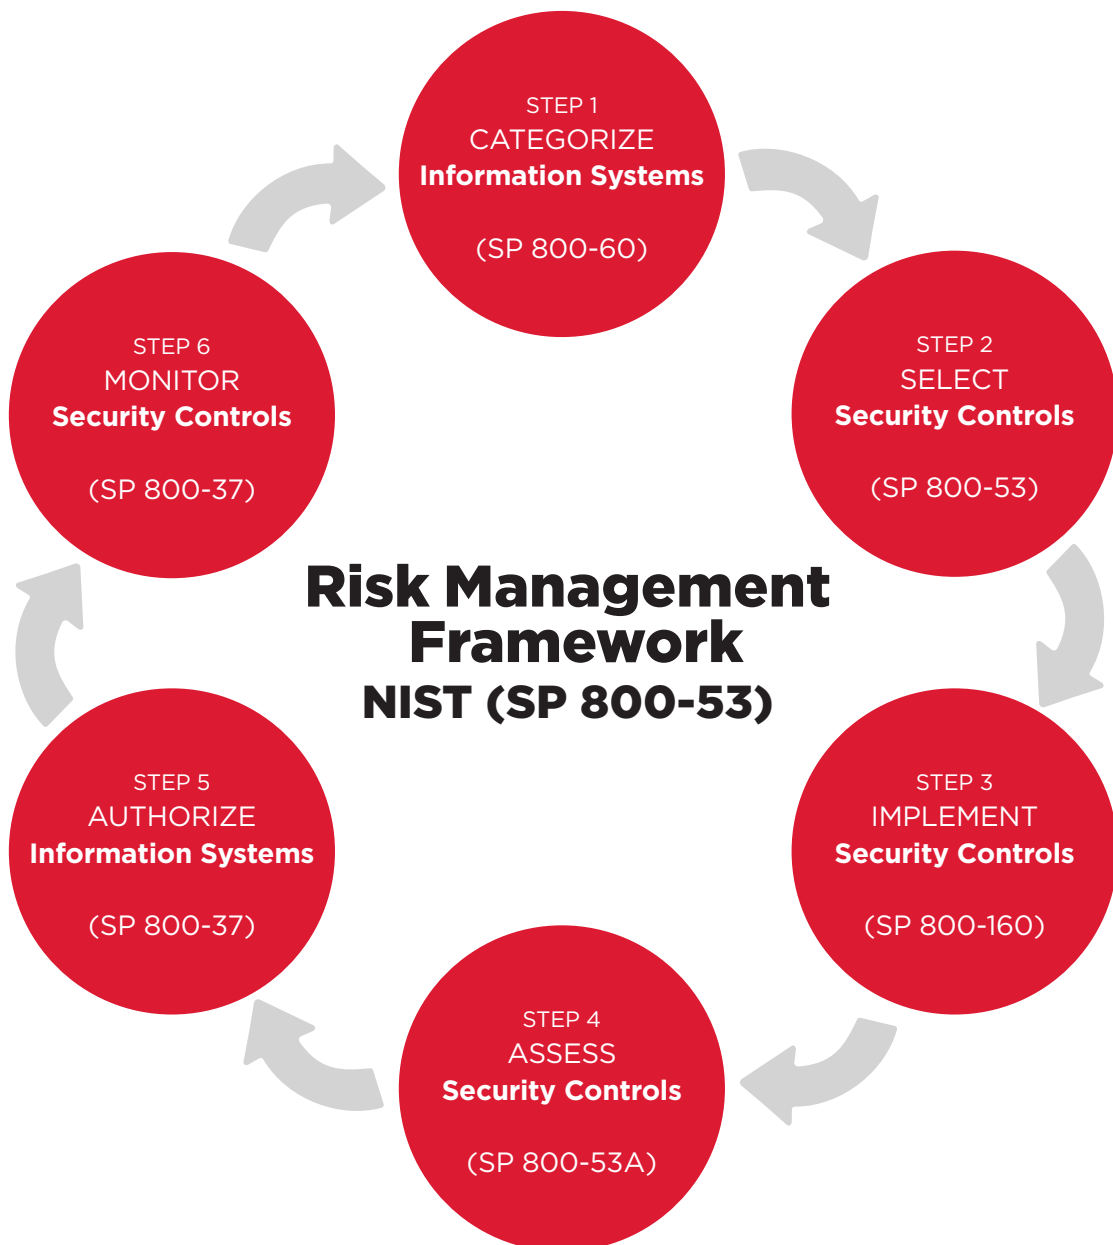 STEP 1
CATEGORIZE
Information Systems
(SP 800-60)
STEP 2
SELECT
Security Controls
(SP 800-53)
STEP 3
IMPLEMENT
Security Controls
(SP 800-160)
STEP 4
ASSESS
Security Controls
(SP 800-53A)
STEP 5
AUTHORIZE
Information Systems
(SP 800-37)
STEP 6
MONITOR
Security Controls
(SP 800-37)
Risk Management
Framework
NIST (SP 800-53)